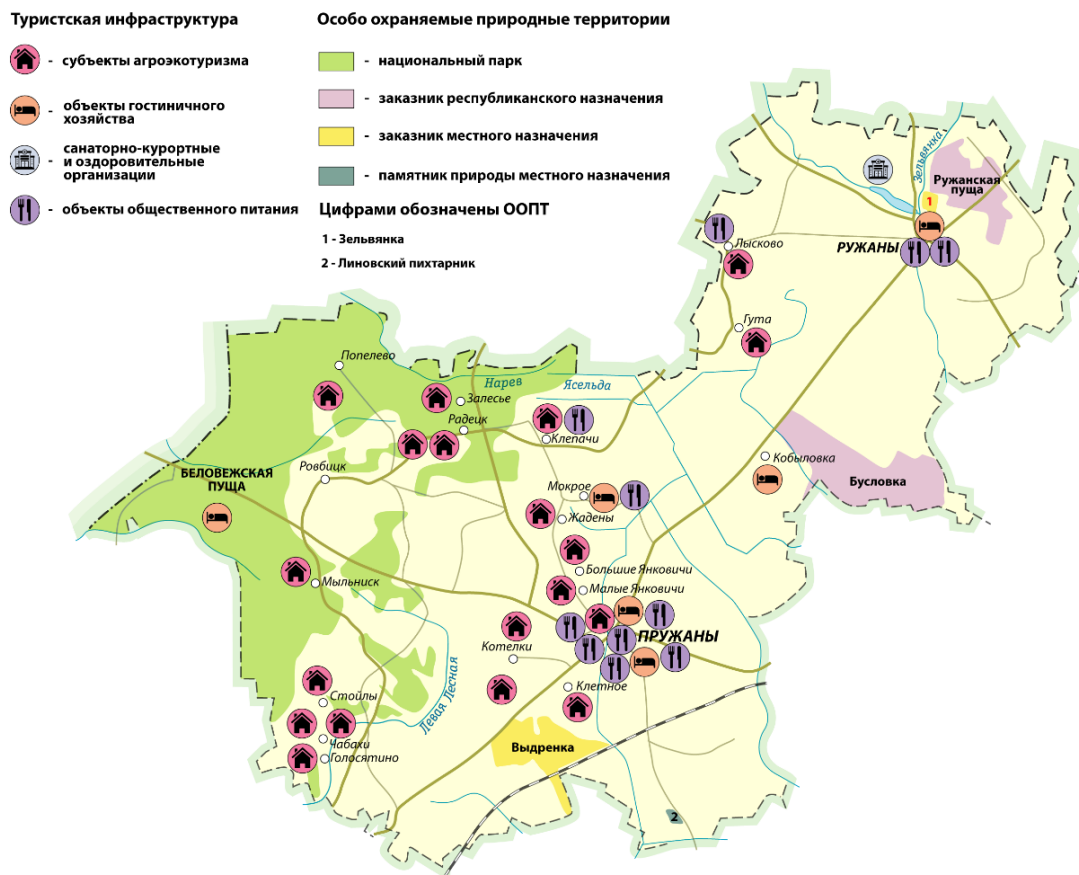 Туристская инфраструктура
- субъекты агроэкотуризма
- объекты гостиничного
хозяйства
санаторно-курортные
- и оздоровительные
организации
- объекты общественного питания
Особо охраняемые природные территории
- национальный парк
- заказник республиканского назначения
- заказник местного назначения
- памятник природы местного назначения
Цифрами обозначены ООПТ
1 - Зельвянка
2 - Линовский пихтарник
Зельвянка
Ружанская
пуща
1
РУЖАНЫ
Лысково
Гута
Попелево
Нарев
Ясельда
Залесье
Радецк
Клепачи
Кобыловка
Бусловка
Ровбицк
БЕЛОВЕЖСКАЯ
ПУЩА
Мокрое
Жадены
Большие Янковичи
Мыльниск
Малые Янковичи
ПРУЖАНЫ
Котелки
Клетное
Левая Лесная
Стойлы
Чабахи
Голосятино
Выдренка
2